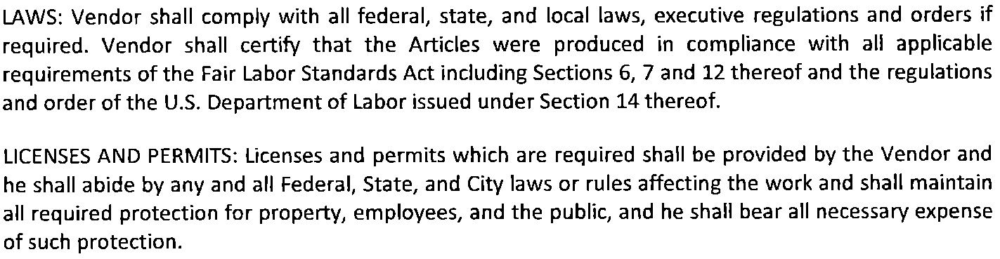 LAWS: Vendor shall comply with all federal, state, and local laws, executive regulations and orders if
required. Vendor shall certify that the Articles were produced in compliance with all applicable
requirements of the Fair Labor Standards Act including Sections 6, 7 and 12 thereof and the regulations
and order of the U.S. Department of Labor issued under Section 14 thereof.
LICENSES AND PERMITS: Licenses and permits which are required shall be provided by the Vendor and
he shall abide by any and all Federal, State, and City laws or rules affecting the work and shall maintain
all required protection for property, employees, and the public, and he shall bear all necessary expense
of such protection.